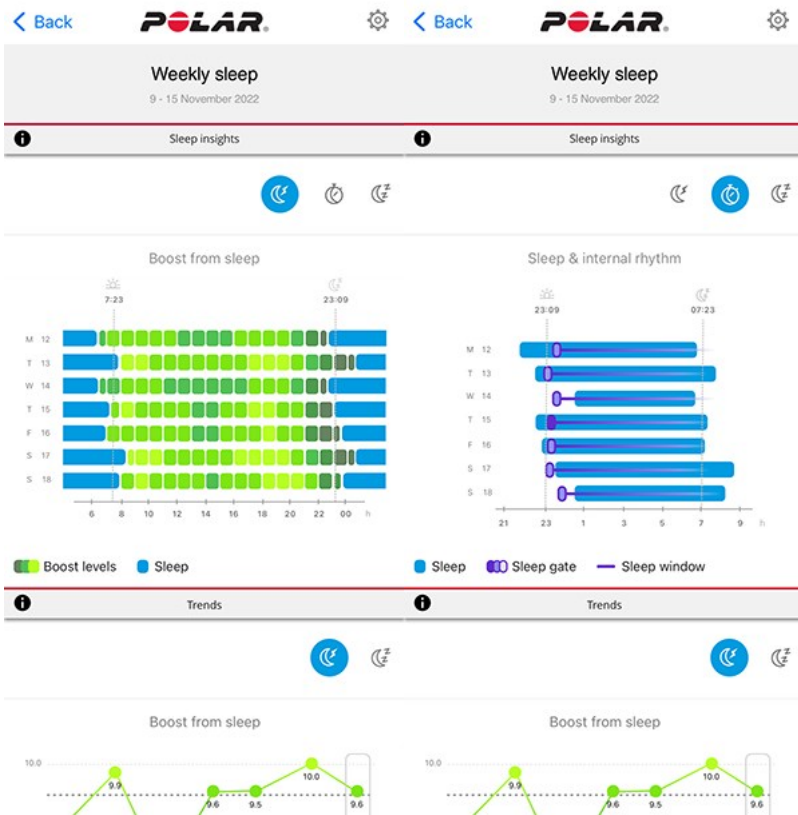 Back POLAR.
Weekly sleep
9 - 15 November 2022
Sleep insights
Boost from sleep
7:23 23:09
M 12
T 13
W 14
T 15
F 16
S 17
S 18
6 8 10 12 14 16 18 20 22 00 h
Boost levels Sleep
Trends
Boost from sleep
10.0
9.9 9.6 9.5 10.0 9.6
Back POLAR.
Weekly sleep
9 - 15 November 2022
Sleep insights
Sleep & internal rhythm
23:09 07:23
M 12
T 13
W 14
T 15
F 16
S 17
S 18
21 23 1 3 5 7 9 h
Sleep Sleep gate Sleep window
Trends
Boost from sleep
10.0
9.9 9.6 9.5 10.0 9.6